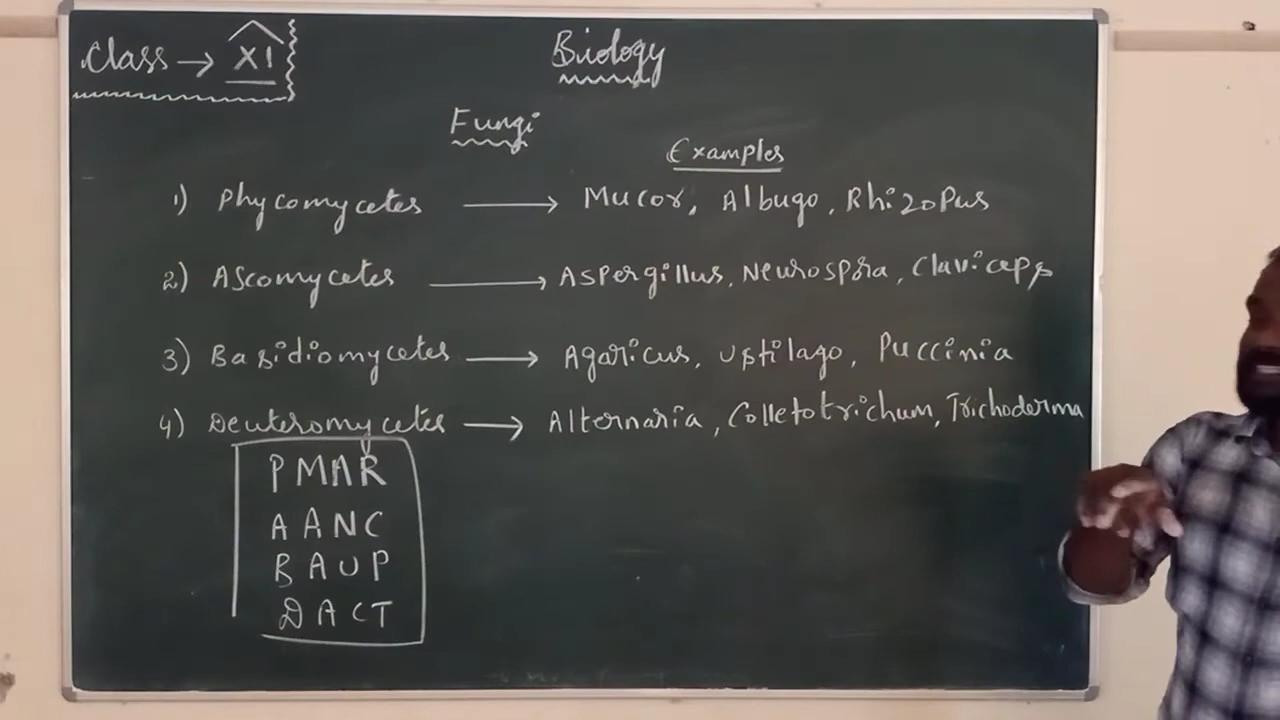 Class → XI
Biology
Fungi
Examples
1) Phycomycetes → Mucor, Albugo, Rhizopus
2) Ascomycetes → Aspergillus, Neurospora, Claviceps
3) Basidiomycetes → Agaricus, Ustilago, Puccinia
4) Deuteromycetes → Alternaria, Colletotrichum, Trichoderma
PMAR
AANC
BAUP
DACT